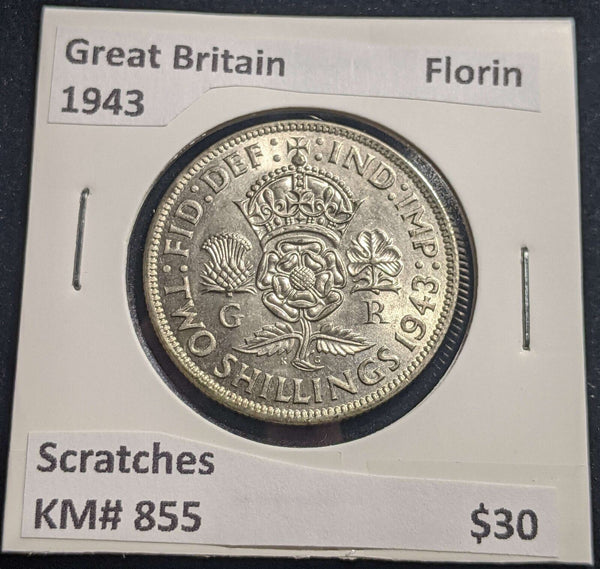 Great Britain Florin
1943
:FID:DEF:IND:IMP:
G R
TWO SHILLINGS 1943
Scratches
KM# 855 $30